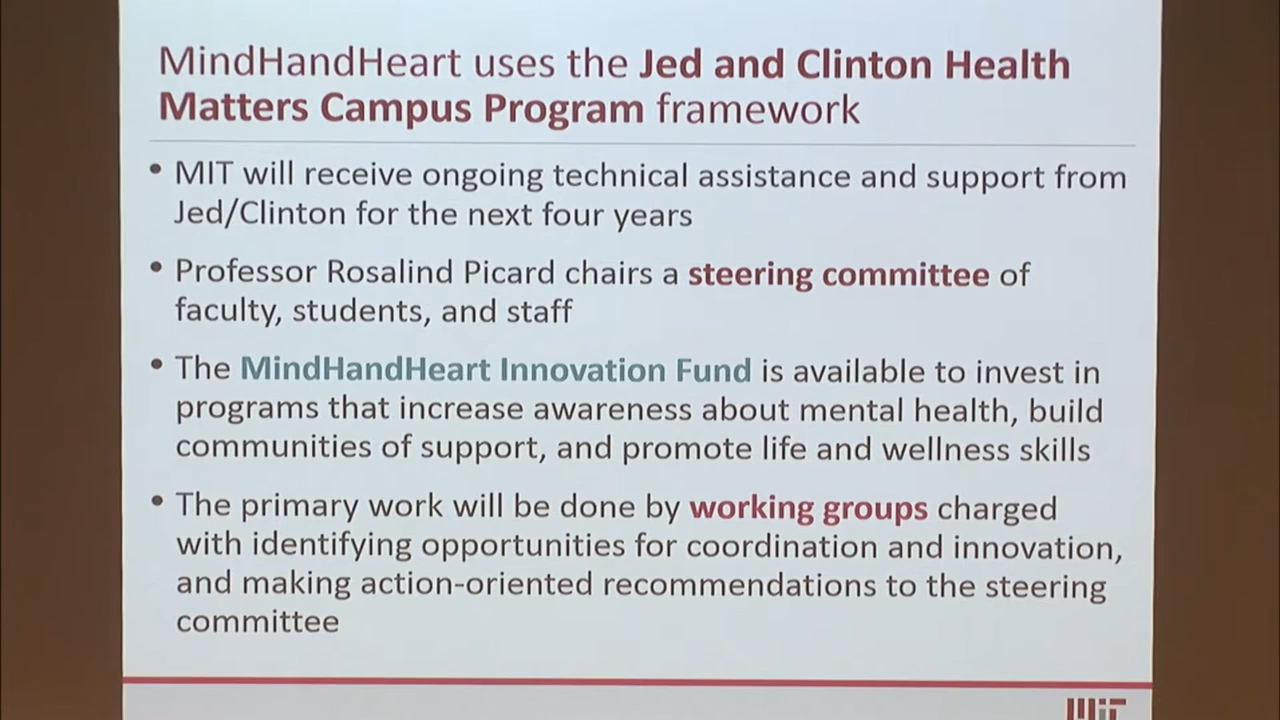 MindHandHeart uses the Jed and Clinton Health
Matters Campus Program framework
• MIT will receive ongoing technical assistance and support from
Jed/Clinton for the next four years
• Professor Rosalind Picard chairs a steering committee of
faculty, students, and staff
• The MindHandHeart Innovation Fund is available to invest in
programs that increase awareness about mental health, build
communities of support, and promote life and wellness skills
• The primary work will be done by working groups charged
with identifying opportunities for coordination and innovation,
and making action-oriented recommendations to the steering
committee
MIT